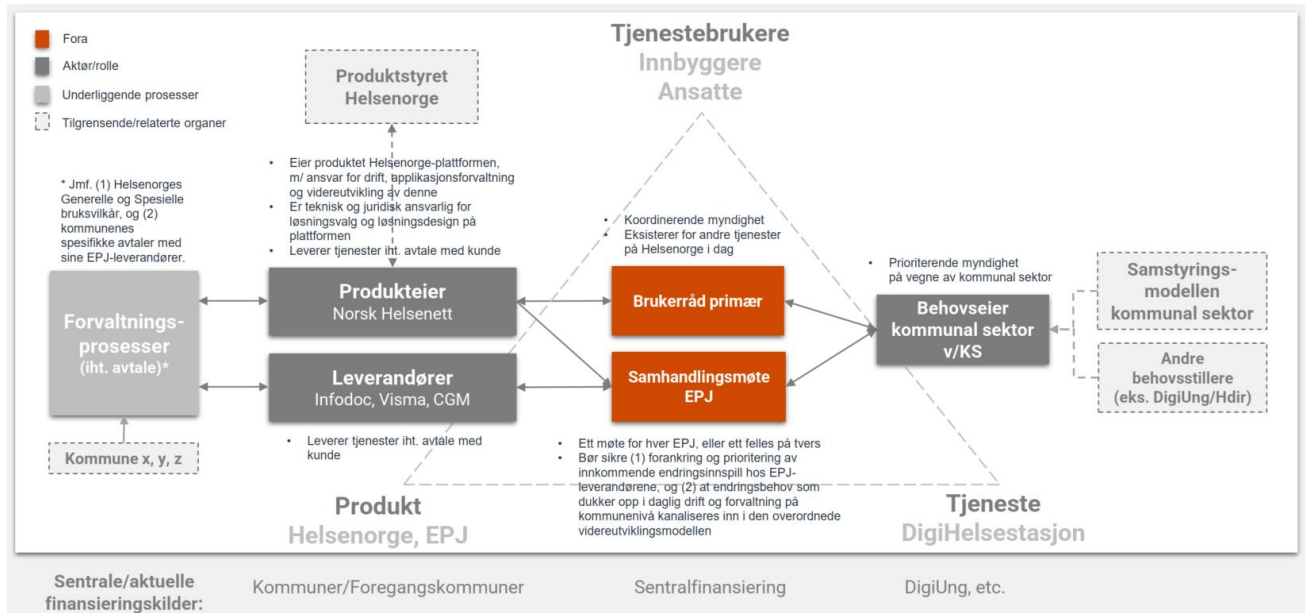 Fora
Aktør/rolle
Underliggende prosesser
Tilgrensende/relaterte organer
Produktstyret
Helsenorge
Tjenestebrukere
Innbyggere
Ansatte
* Jmf. (1) Helsenorges
Generelle og Spesielle
bruksvilkår, og (2)
kommunenes
spesifikke avtaler med
sine EPJ-leverandører.
• Eier produktet Helsenorge-plattformen,
m/ ansvar for drift, applikasjonsforvaltning
og videreutvikling av denne
• Er teknisk og juridisk ansvarlig for
løsningsvalg og løsningsdesign på
plattformen
• Leverer tjenester iht. avtale med kunde
• Koordinerende myndighet
• Eksisterer for andre tjenester
på Helsenorge i dag
• Prioriterende myndighet
på vegne av kommunal sektor
Forvaltnings-
prosesser
(iht. avtale)*
Produkteier
Norsk Helsenett
Brukerråd primær
Behovseier
kommunal sektor
v/KS
Samstyrings-
modellen
kommunal sektor
Leverandører
Infodoc, Visma, CGM
Samhandlingsmøte
EPJ
Andre
behovsstillere
(eks. DigiUng/Hdir)
Kommune x, y, z
• Leverer tjenester iht. avtale med
kunde
• Ett møte for hver EPJ, eller ett felles på tvers
• Bør sikre (1) forankring og prioritering av
innkommende endringsinnspill hos EPJ-
leverandørene, og (2) at endringsbehov som
dukker opp i daglig drift og forvaltning på
kommunenivå kanaliseres inn i den overordnede
videreutviklingsmodellen
Produkt
Helsenorge, EPJ
Tjeneste
DigiHelsestasjon
Sentrale/aktuelle
finansieringskilder:
Kommuner/Foregangskommuner
Sentralfinansiering
DigiUng, etc.